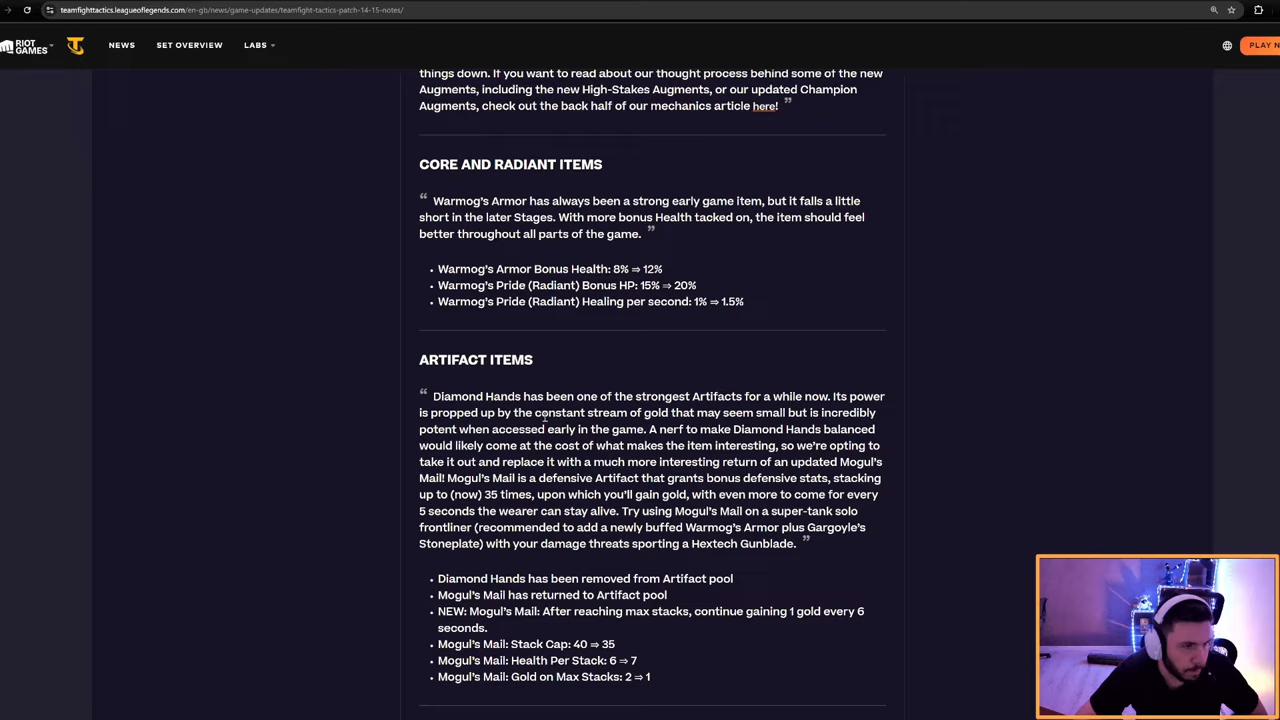 teamfighttactics.leagueoflegends.com/en-gb/news/game-updates/teamfight-tactics-patch-14-15-notes/
RIOT
GAMES
NEWS
SET OVERVIEW
LABS
PLAY N
things down. If you want to read about our thought process behind some of the new
Augments, including the new High-Stakes Augments, or our updated Champion
Augments, check out the back half of our mechanics article here! ”
CORE AND RADIANT ITEMS
“ Warmog's Armor has always been a strong early game item, but it falls a little
short in the later Stages. With more bonus Health tacked on, the item should feel
better throughout all parts of the game. ”
• Warmog's Armor Bonus Health: 8% ⇒ 12%
• Warmog's Pride (Radiant) Bonus HP: 15% ⇒ 20%
• Warmog's Pride (Radiant) Healing per second: 1% ⇒ 1.5%
ARTIFACT ITEMS
“ Diamond Hands has been one of the strongest Artifacts for a while now. Its power
is propped up by the constant stream of gold that may seem small but is incredibly
potent when accessed early in the game. A nerf to make Diamond Hands balanced
would likely come at the cost of what makes the item interesting, so we're opting to
take it out and replace it with a much more interesting return of an updated Mogul's
Mail! Mogul's Mail is a defensive Artifact that grants bonus defensive stats, stacking
up to (now) 35 times, upon which you'll gain gold, with even more to come for every
5 seconds the wearer can stay alive. Try using Mogul's Mail on a super-tank solo
frontliner (recommended to add a newly buffed Warmog's Armor plus Gargoyle's
Stoneplate) with your damage threats sporting a Hextech Gunblade. ”
• Diamond Hands has been removed from Artifact pool
• Mogul's Mail has returned to Artifact pool
• NEW: Mogul's Mail: After reaching max stacks, continue gaining 1 gold every 6
seconds.
• Mogul's Mail: Stack Cap: 40 ⇒ 35
• Mogul's Mail: Health Per Stack: 6 ⇒ 7
• Mogul's Mail: Gold on Max Stacks: 2 ⇒ 1